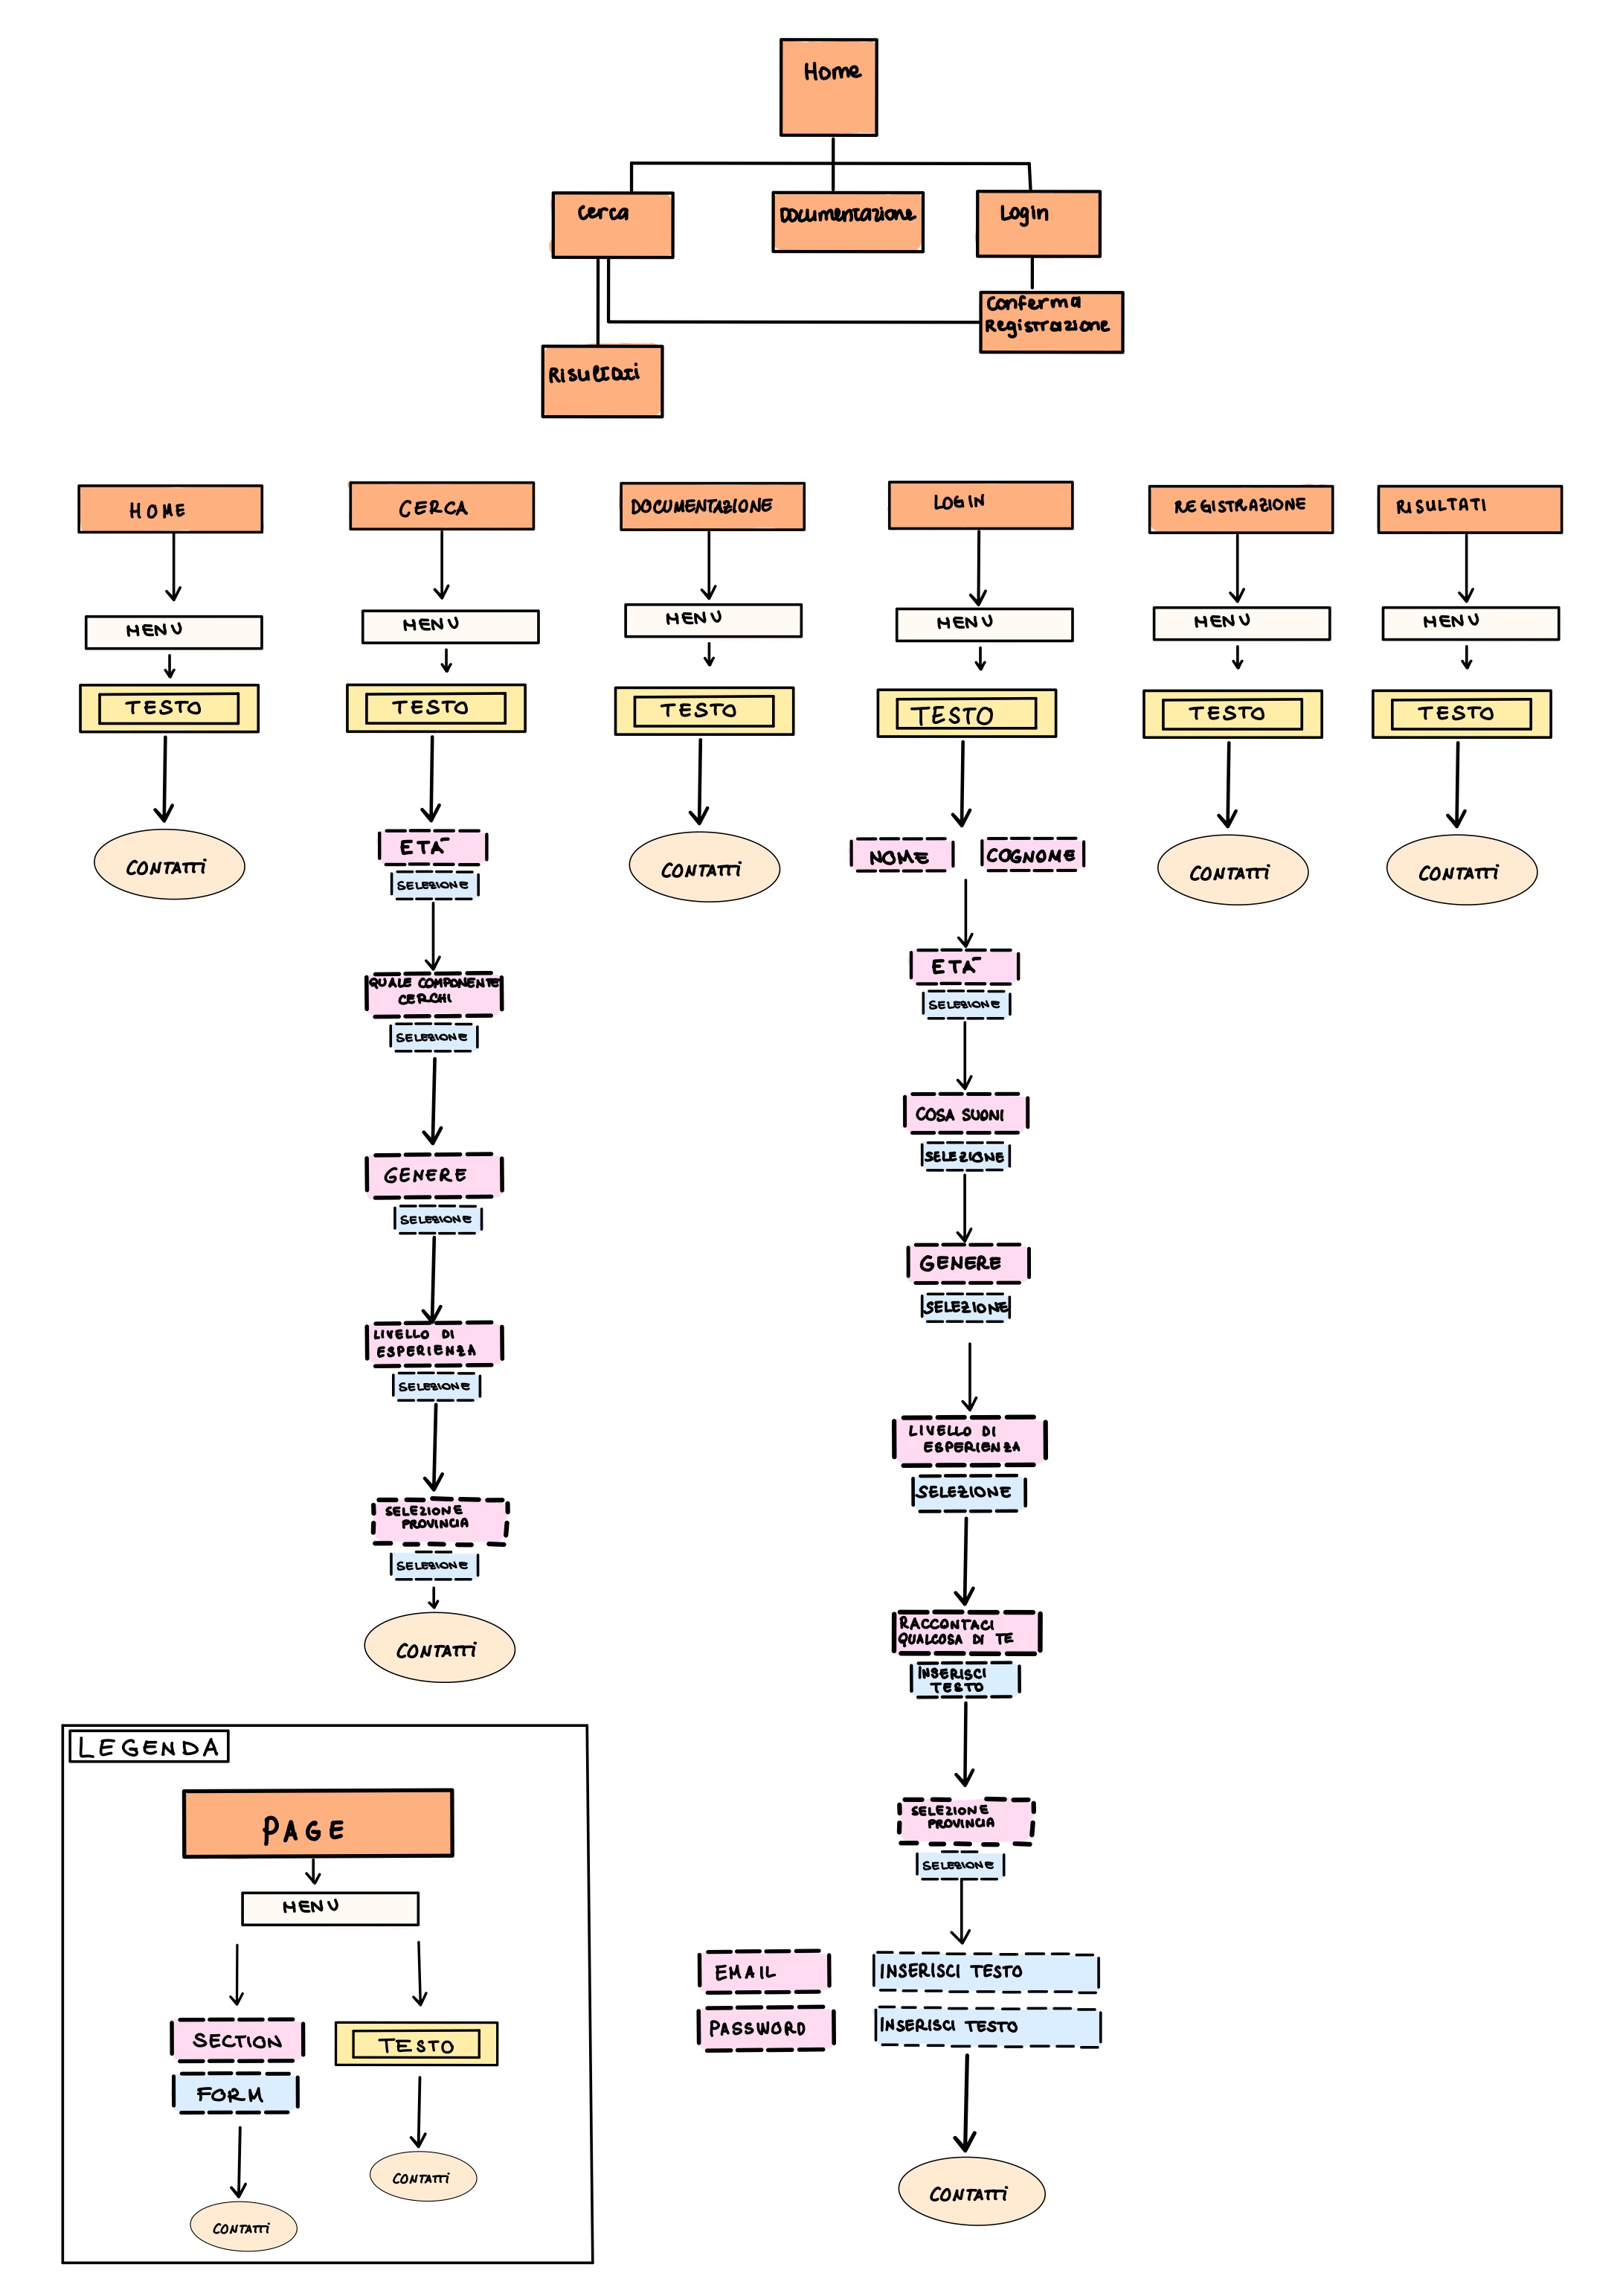 Home
Cerca
Documentazione
Login
Conferma
Registrazione
Risultati
HOME
MENU
TESTO
CONTATTI
CERCA
MENU
TESTO
ETÀ
SELEZIONE
QUALE COMPONENTE
CERCHI
SELEZIONE
GENERE
SELEZIONE
LIVELLO DI
ESPERIENZA
SELEZIONE
SELEZIONE
PROVINCIA
SELEZIONE
CONTATTI
DOCUMENTAZIONE
MENU
TESTO
CONTATTI
LOGIN
MENU
TESTO
NOME
COGNOME
ETÀ
SELEZIONE
COSA SUONI
SELEZIONE
GENERE
SELEZIONE
LIVELLO DI
ESPERIENZA
SELEZIONE
RACCONTACI
QUALCOSA DI TE
INSERISCI
TESTO
SELEZIONE
PROVINCIA
SELEZIONE
EMAIL
INSERISCI TESTO
PASSWORD
INSERISCI TESTO
CONTATTI
REGISTRAZIONE
MENU
TESTO
CONTATTI
RISULTATI
MENU
TESTO
CONTATTI
LEGENDA
PAGE
MENU
SECTION
FORM
CONTATTI
TESTO
CONTATTI